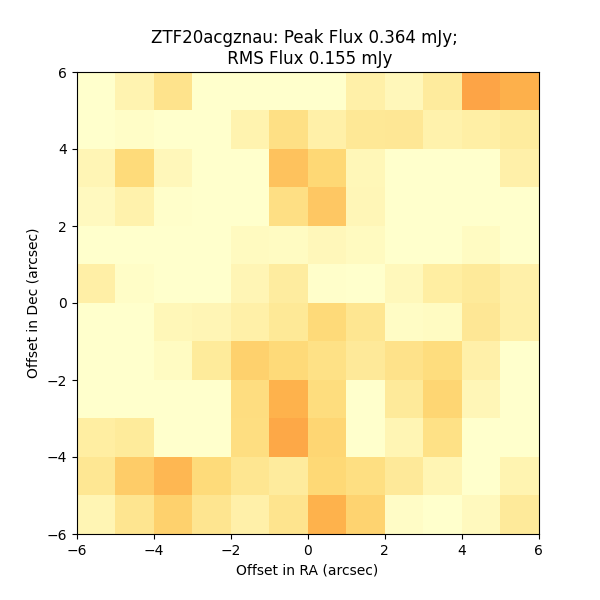 ZTF20acgznau: Peak Flux 0.364 mJy;
RMS Flux 0.155 mJy
6
4
2
0
−2
−4
−6
Offset in Dec (arcsec)
−6 −4 −2 0 2 4 6
Offset in RA (arcsec)